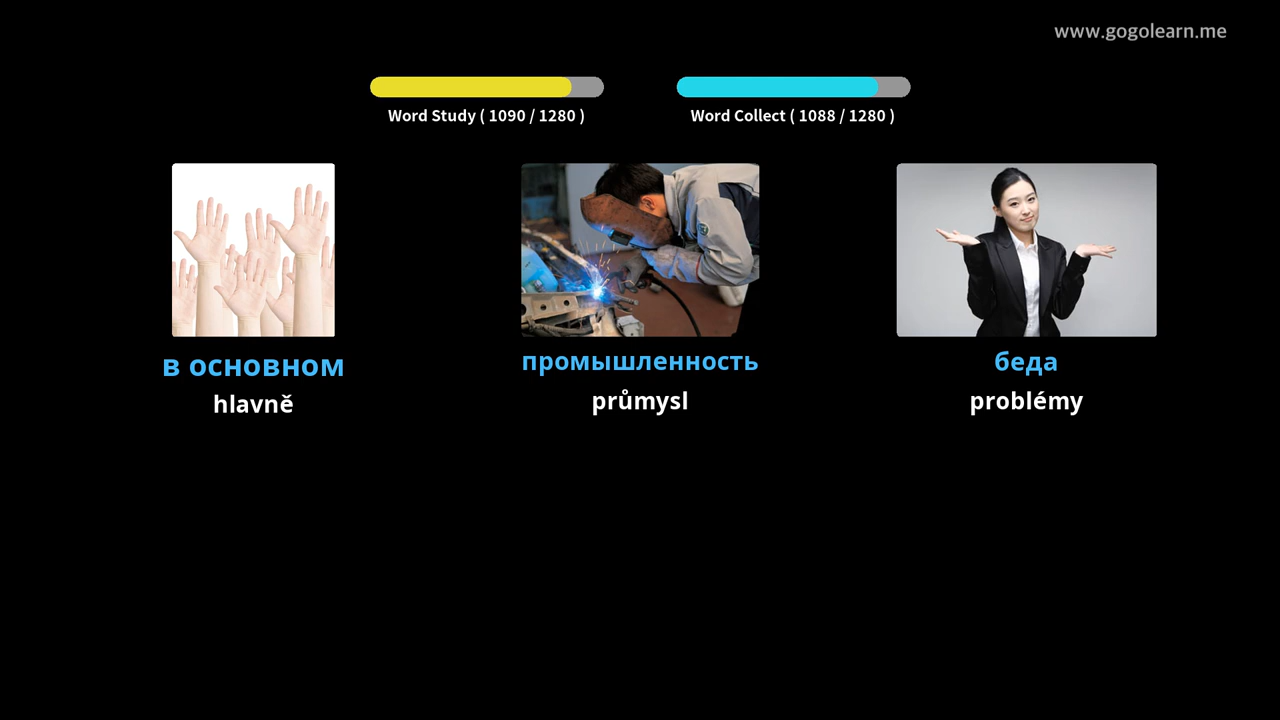 www.gogolearn.me
Word Study ( 1090 / 1280 )
Word Collect ( 1088 / 1280 )
в основном
hlavně
промышленность
průmysl
беда
problémy